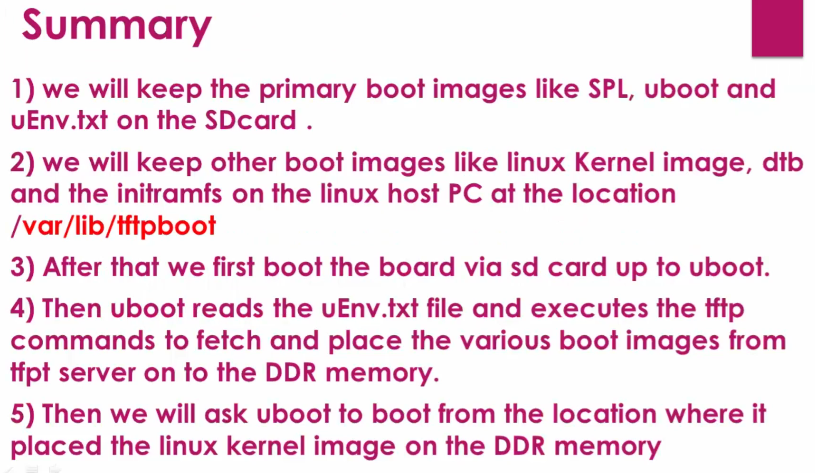 Summary
1) we will keep the primary boot images like SPL, uboot and
uEnv.txt on the SDcard .
2) we will keep other boot images like linux Kernel image, dtb
and the initramfs on the linux host PC at the location
/var/lib/tftpboot
3) After that we first boot the board via sd card up to uboot.
4) Then uboot reads the uEnv.txt file and executes the tftp
commands to fetch and place the various boot images from
tfpt server on to the DDR memory.
5) Then we will ask uboot to boot from the location where it
placed the linux kernel image on the DDR memory